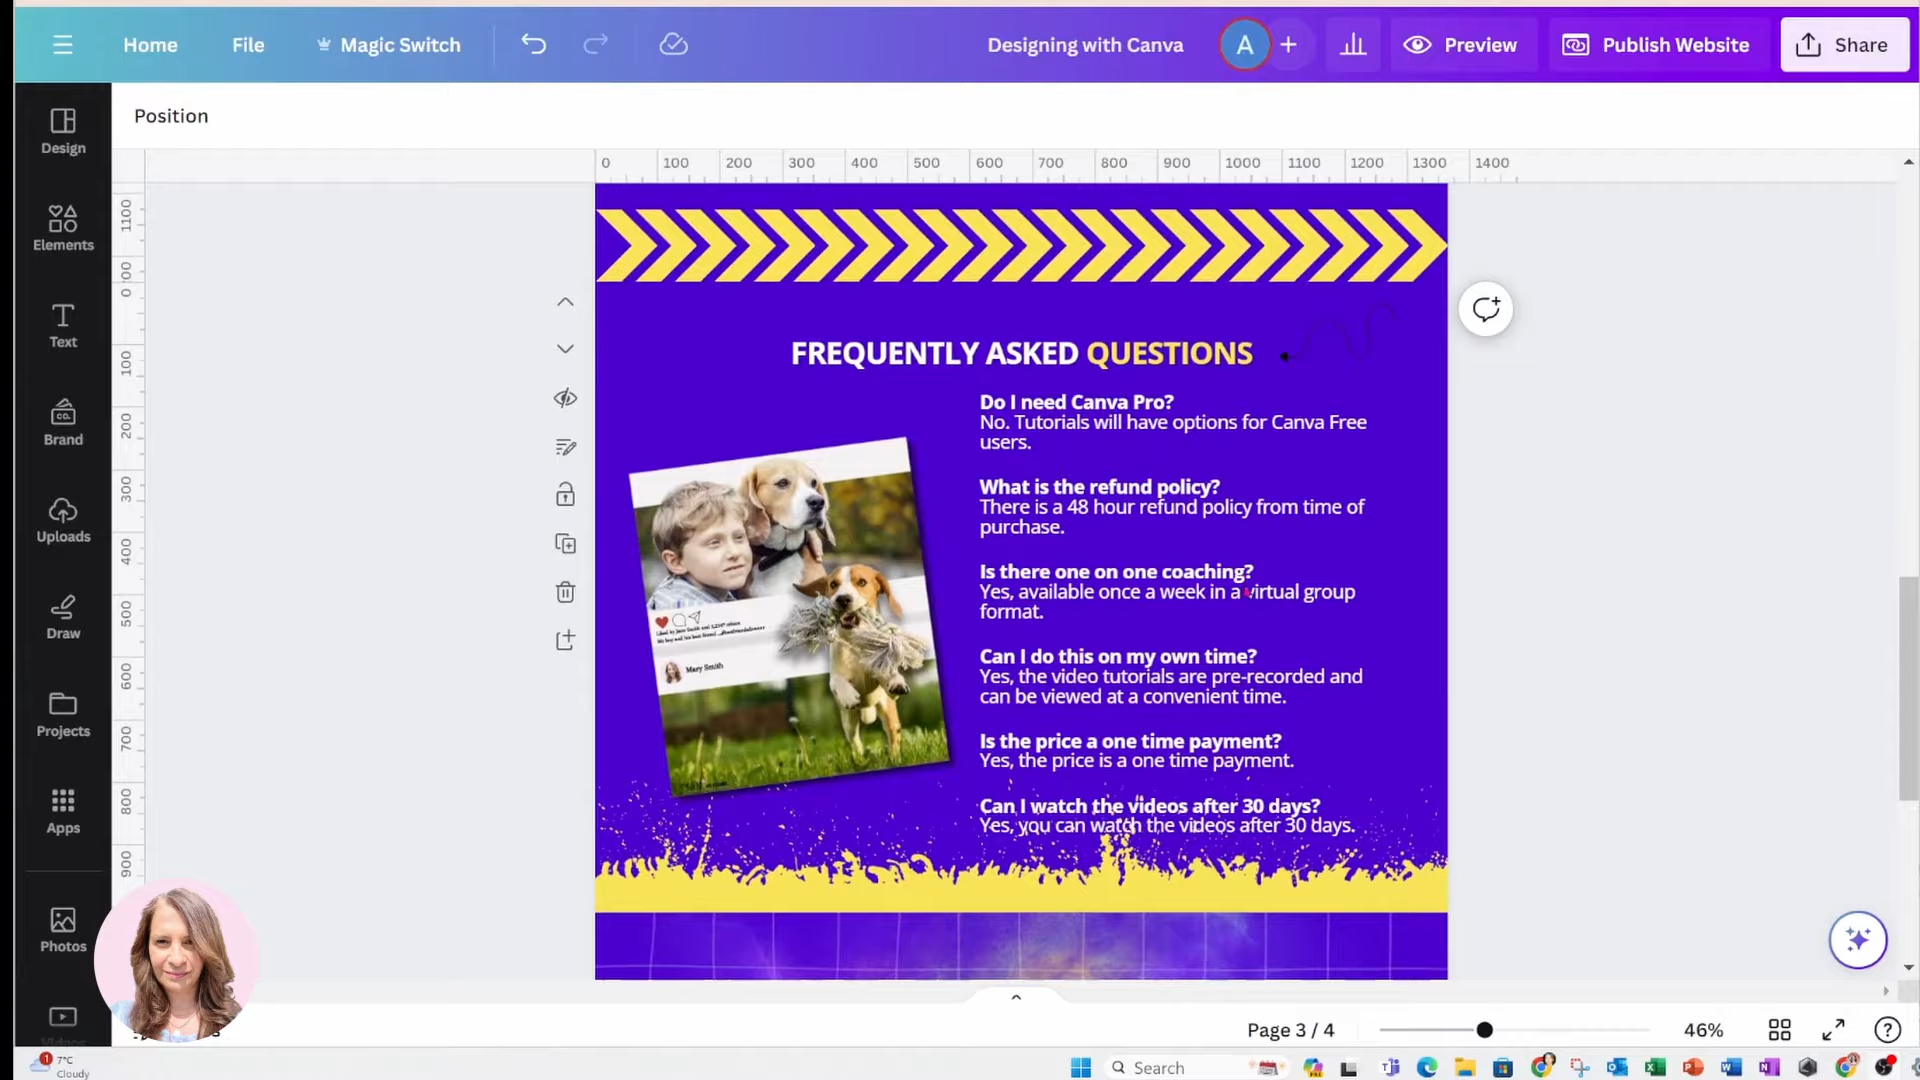 Home File Magic Switch Designing with Canva A Preview Publish Website Share
Position
Design
Elements
Text
Brand
Uploads
Draw
Projects
Apps
Photos
0 100 200 300 400 500 600 700 800 900 1000 1100 1200 1300 1400
FREQUENTLY ASKED QUESTIONS
Do I need Canva Pro?
No. Tutorials will have options for Canva Free
users.
What is the refund policy?
There is a 48 hour refund policy from time of
purchase.
Is there one on one coaching?
Yes, available once a week in a virtual group
format.
Can I do this on my own time?
Yes, the video tutorials are pre-recorded and
can be viewed at a convenient time.
Is the price a one time payment?
Yes, the price is a one time payment.
Can I watch the videos after 30 days?
Yes, you can watch the videos after 30 days.
Mary Smith
Page 3 / 4 46%
1 7°C
Cloudy
Search